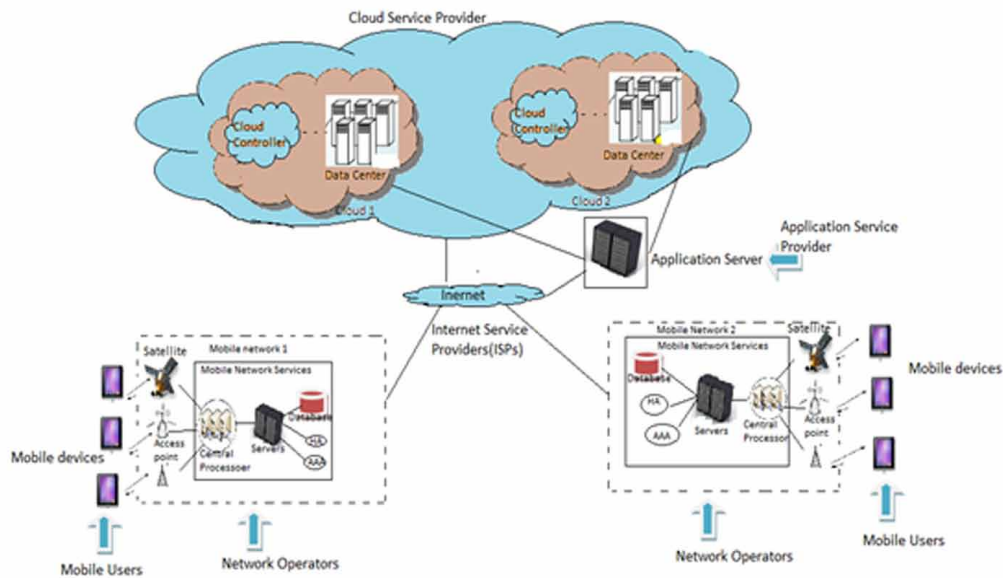 Cloud Service Provider
Cloud
Controller
Data Center
Cloud 1
Cloud
Controller
Data Center
Cloud 2
Application Service
Provider
Application Server
Inernet
Internet Service
Providers(ISPs)
Mobile network 1
Satellite
Mobile Network Services
Database
HA
AAA
Servers
Central
Processoer
Access
point
Mobile devices
Mobile Users
Network Operators
Mobile Network 2
Mobile Network Services
Satellite
Database
HA
AAA
Servers
Central
Processor
Access
point
Mobile devices
Mobile Users
Network Operators